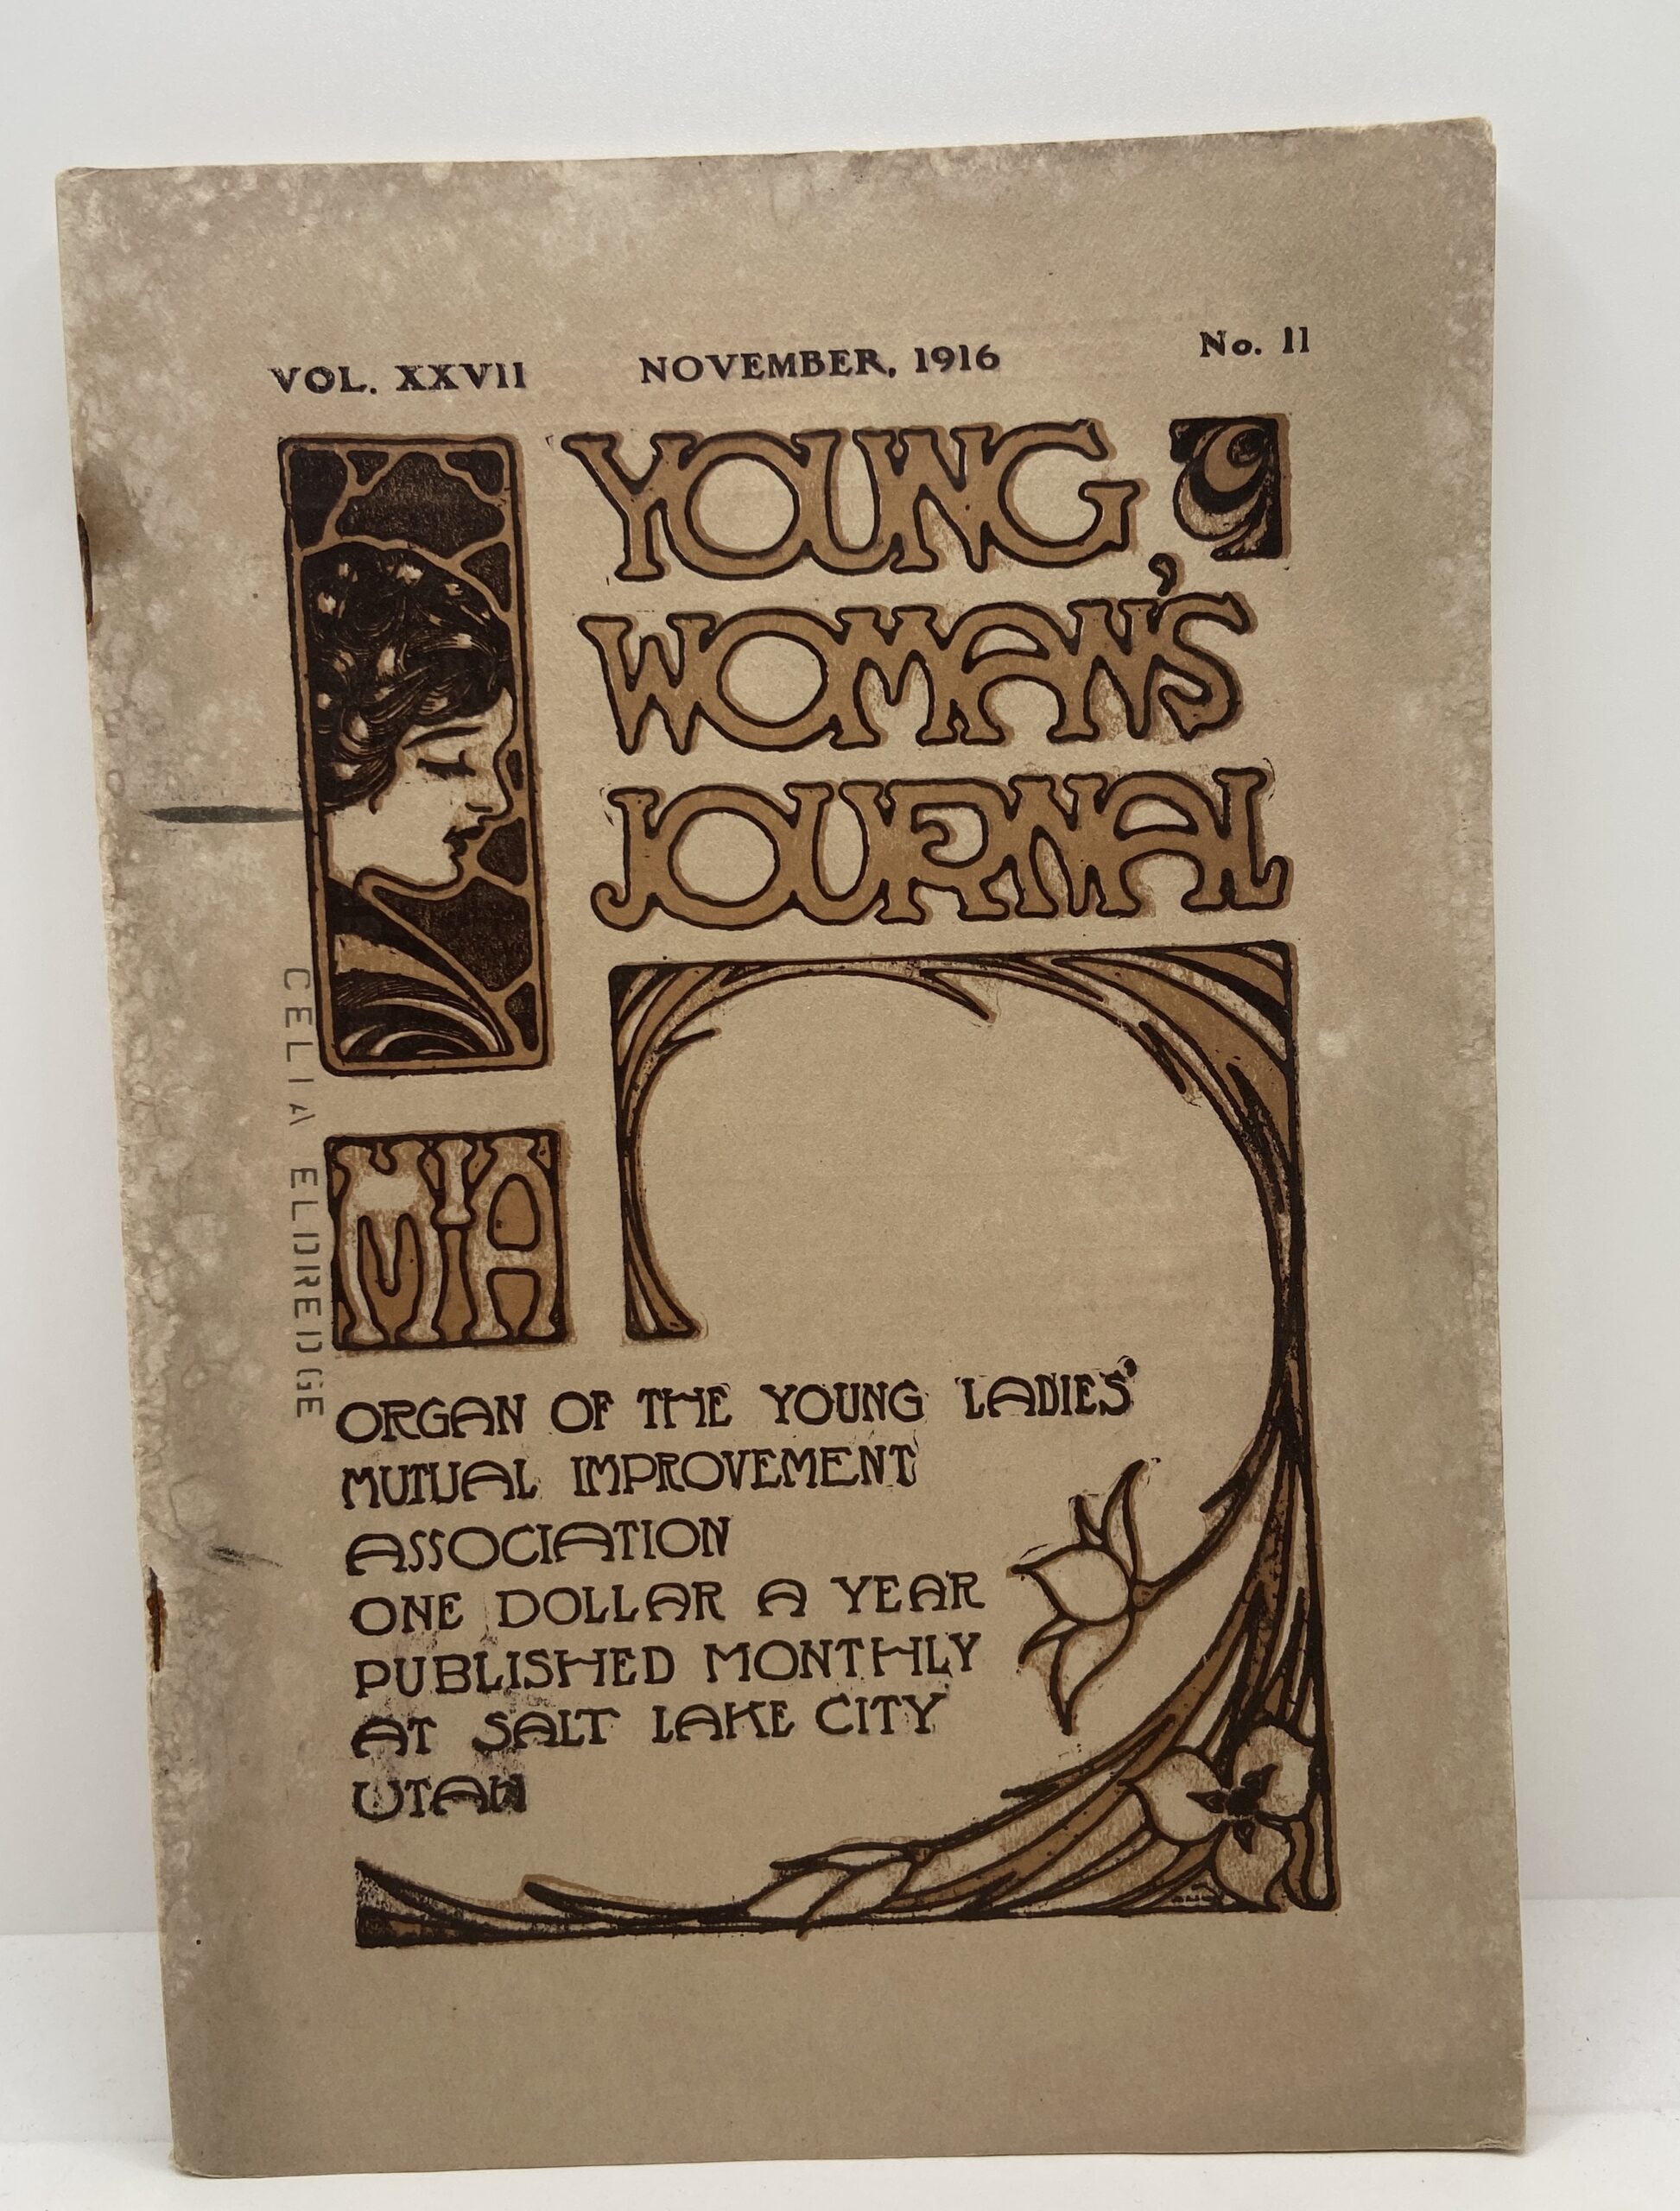 VOL. XXVII NOVEMBER, 1916 No. 11
YOUNG
WOMAN'S
JOURNAL
CELIA ELDREDGE
MIA
ORGAN OF THE YOUNG LADIES'
MUTUAL IMPROVEMENT
ASSOCIATION
ONE DOLLAR A YEAR
PUBLISHED MONTHLY
AT SALT LAKE CITY
UTAH